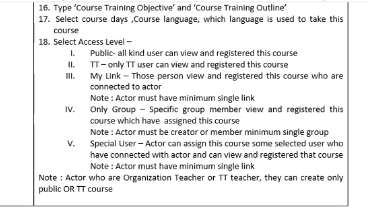 16. Type 'Course Training Objective' and 'Course Training Outline'
17. Select course days ,Course language, which language is used to take this
course
18. Select Access Level –
I. Public- all kind user can view and registered this course
II. TT – only TT user can view and registered this course
III. My Link – Those person view and registered this course who are
connected to actor
Note : Actor must have minimum single link
IV. Only Group – Specific group member view and registered this
course which have assigned this course
Note : Actor must be creator or member minimum single group
V. Special User – Actor can assign this course some selected user who
have connected with actor and can view and registered that course
Note : Actor must have minimum single link
Note : Actor who are Organization Teacher or TT teacher, they can create only
public OR TT course